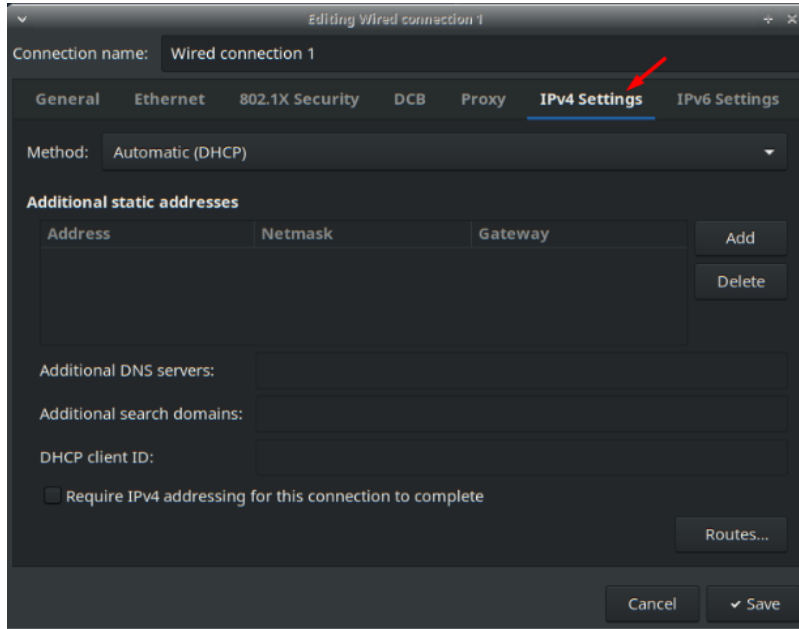 Editing Wired connection 1
Connection name: Wired connection 1
General Ethernet 802.1X Security DCB Proxy IPv4 Settings IPv6 Settings
Method: Automatic (DHCP)
Additional static addresses
Address Netmask Gateway
Add
Delete
Additional DNS servers:
Additional search domains:
DHCP client ID:
Require IPv4 addressing for this connection to complete
Routes...
Cancel Save